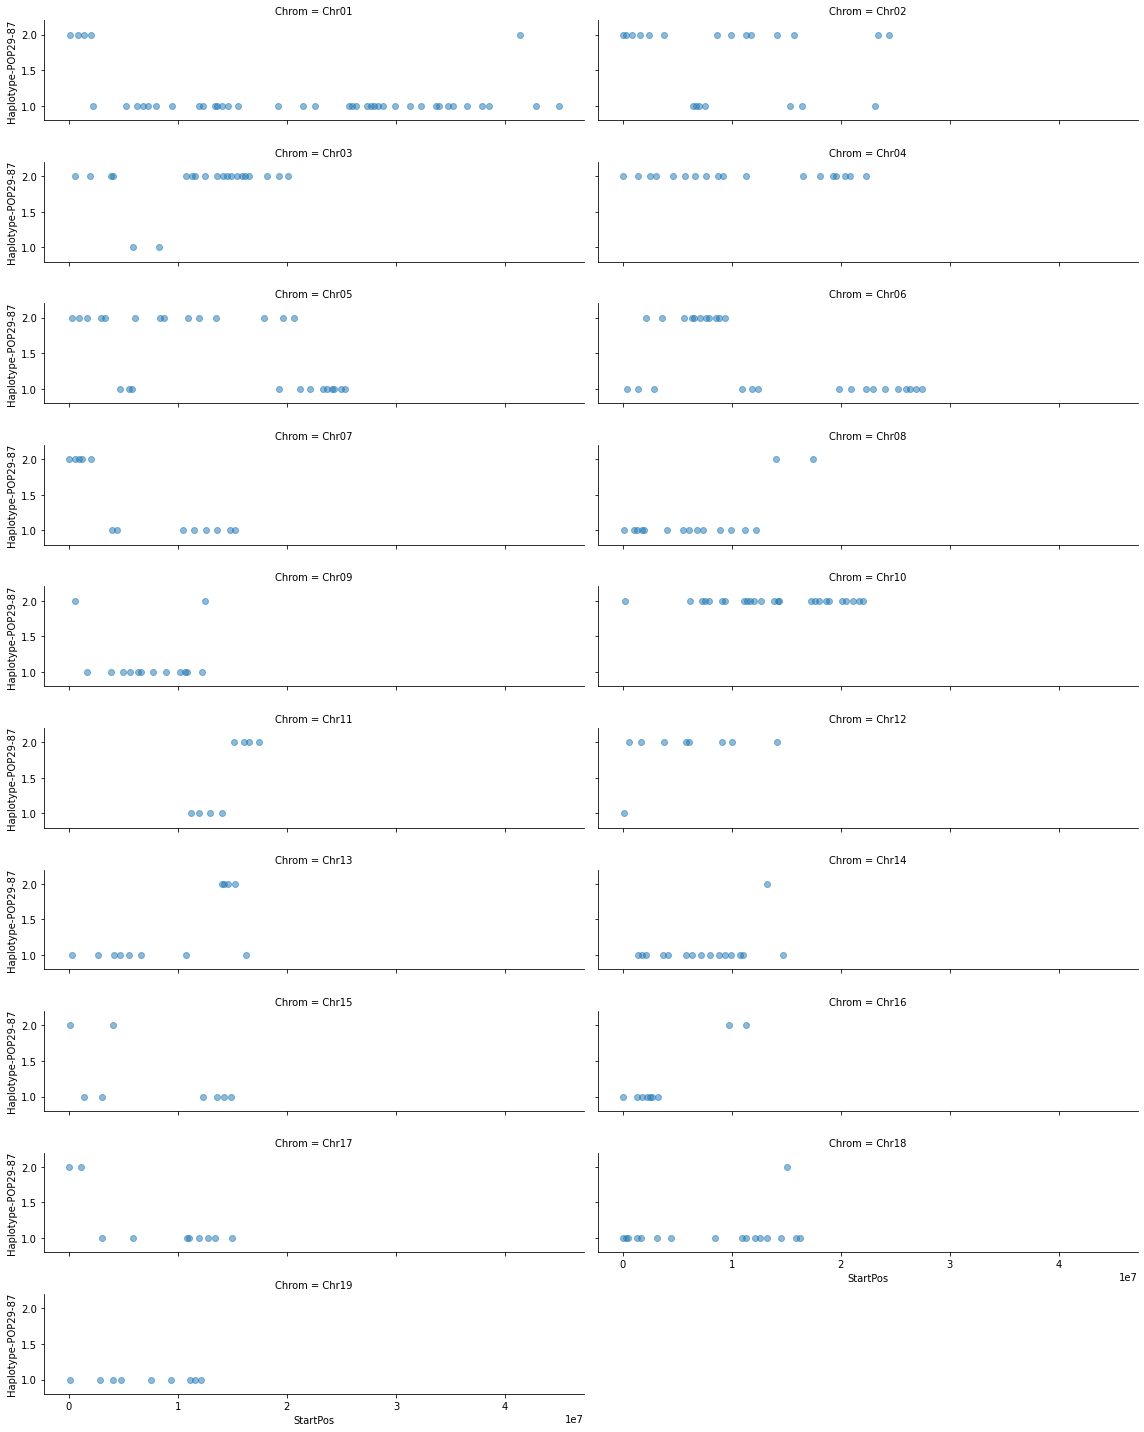 Chrom = Chr01
Chrom = Chr02
Haplotype-POP29-87
2.0
1.5
1.0
Chrom = Chr03
Chrom = Chr04
Haplotype-POP29-87
2.0
1.5
1.0
Chrom = Chr05
Chrom = Chr06
Haplotype-POP29-87
2.0
1.5
1.0
Chrom = Chr07
Chrom = Chr08
Haplotype-POP29-87
2.0
1.5
1.0
Chrom = Chr09
Chrom = Chr10
Haplotype-POP29-87
2.0
1.5
1.0
Chrom = Chr11
Chrom = Chr12
Haplotype-POP29-87
2.0
1.5
1.0
Chrom = Chr13
Chrom = Chr14
Haplotype-POP29-87
2.0
1.5
1.0
Chrom = Chr15
Chrom = Chr16
Haplotype-POP29-87
2.0
1.5
1.0
Chrom = Chr17
Chrom = Chr18
Haplotype-POP29-87
2.0
1.5
1.0
0 1 2 3 4
StartPos
1e7
Chrom = Chr19
Haplotype-POP29-87
2.0
1.5
1.0
0 1 2 3 4
StartPos
1e7